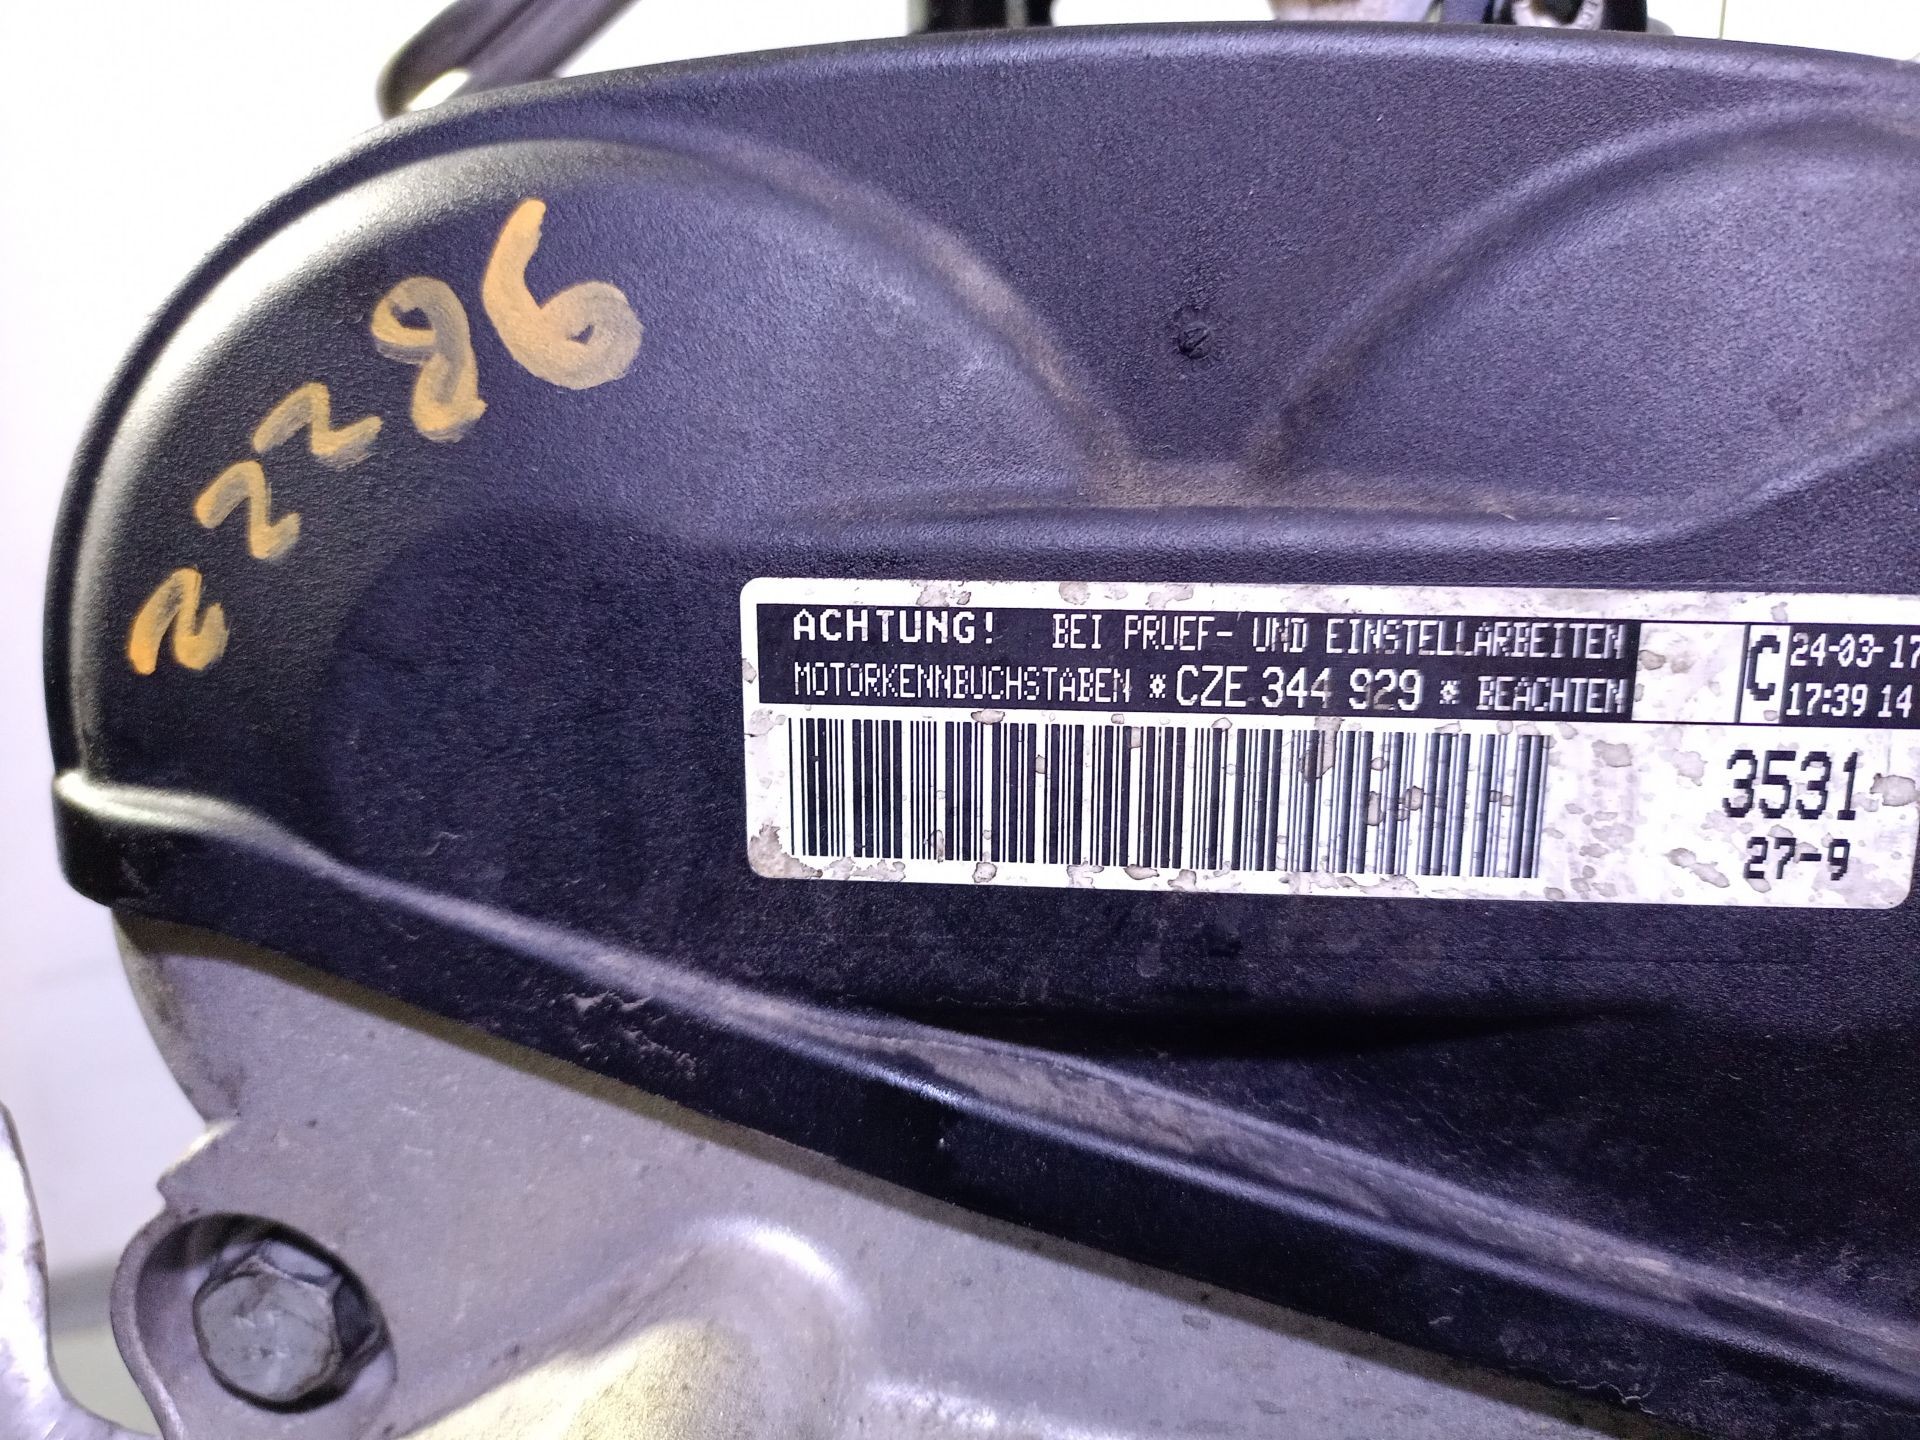 22286
ACHTUNG! BEI PRUEF- UND EINSTELLARBEITEN
MOTORKENNBUCHSTABEN *CZE 344 929 * BEACHTEN
C 24-03-17
17:39 14
3531
27-9